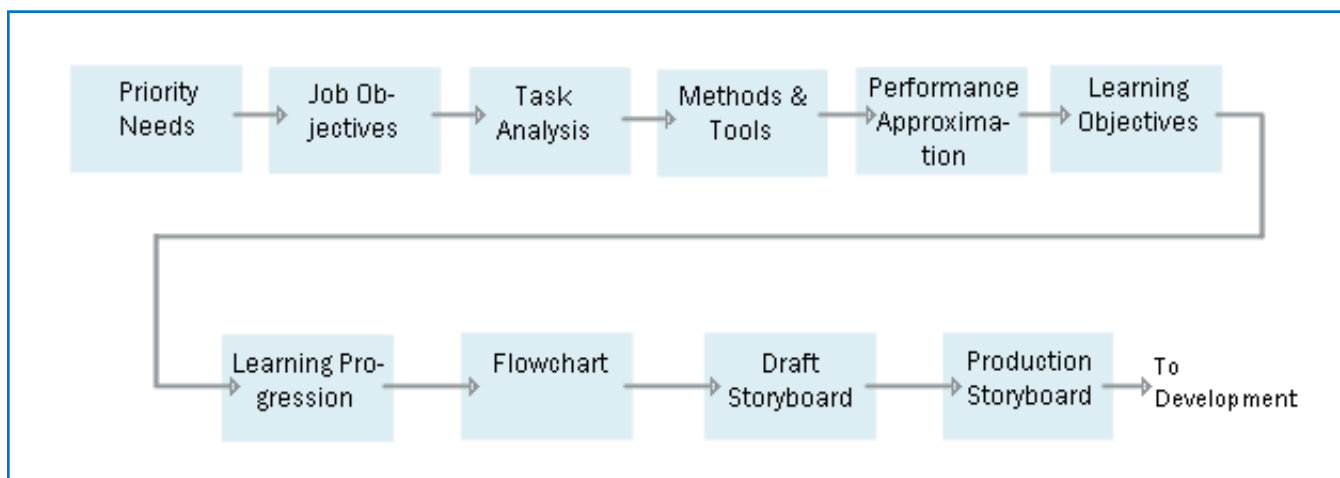 Priority
Needs
Job Ob-
jectives
Task
Analysis
Methods &
Tools
Performance
Approxima-
tion
Learning
Objectives
Learning Pro-
gression
Flowchart
Draft
Storyboard
Production
Storyboard
To
Development